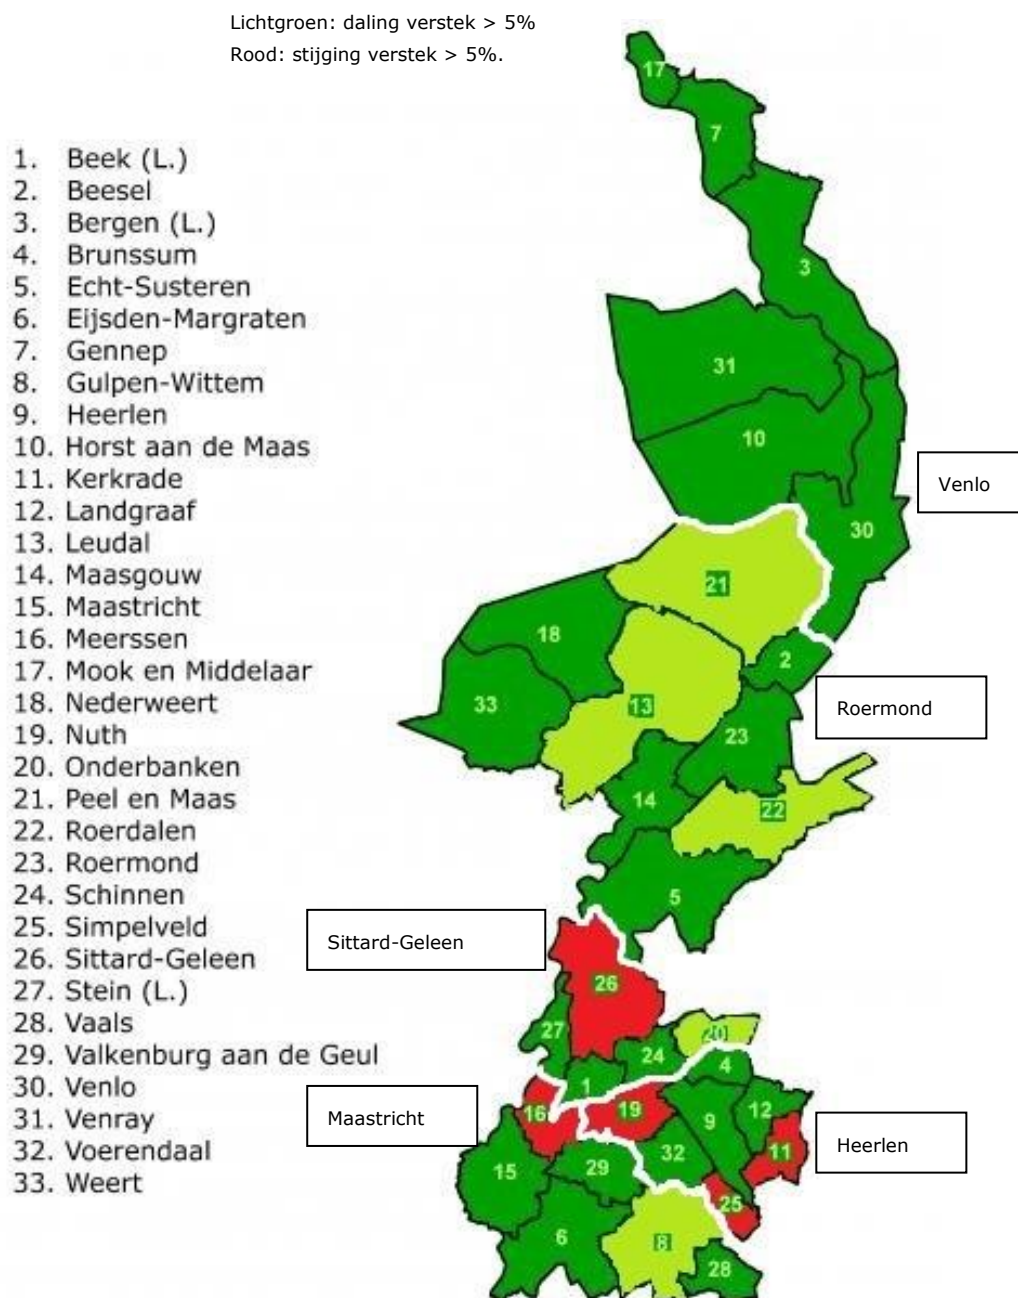 Lichtgroen: daling verstek > 5%
Rood: stijging verstek > 5%.
1. Beek (L.)
2. Beesel
3. Bergen (L.)
4. Brunssum
5. Echt-Susteren
6. Eijsden-Margraten
7. Gennep
8. Gulpen-Wittem
9. Heerlen
10. Horst aan de Maas
11. Kerkrade
12. Landgraaf
13. Leudal
14. Maasgouw
15. Maastricht
16. Meerssen
17. Mook en Middelaar
18. Nederweert
19. Nuth
20. Onderbanken
21. Peel en Maas
22. Roerdalen
23. Roermond
24. Schinnen
25. Simpelveld
26. Sittard-Geleen
27. Stein (L.)
28. Vaals
29. Valkenburg aan de Geul
30. Venlo
31. Venray
32. Voerendaal
33. Weert
17
7
3
31
10
Venlo
30
21
18
2
33
13
Roermond
23
14
22
5
Sittard-Geleen
26
27
20
24
4
1
Maastricht
16
19
12
9
11
Heerlen
15
29
32
25
6
8
28